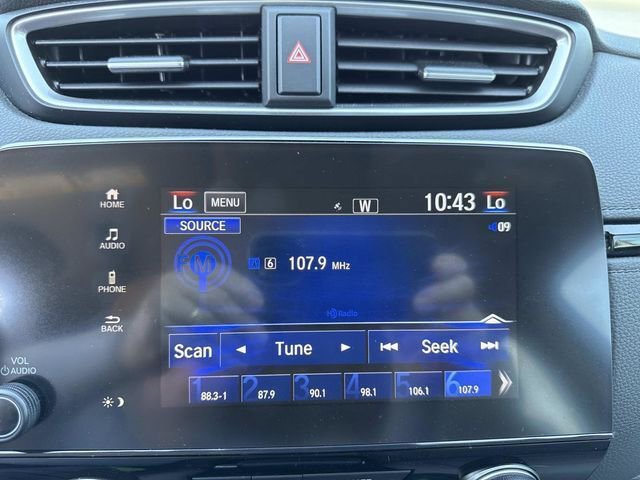 Lo MENU W 10:43 Lo
HOME
SOURCE
09
AUDIO
FM
6 107.9 MHz
PHONE
HD Radio
BACK
Scan Tune Seek
VOL
AUDIO
1 88.3-1 2 87.9 3 90.1 4 98.1 5 106.1 6 107.9